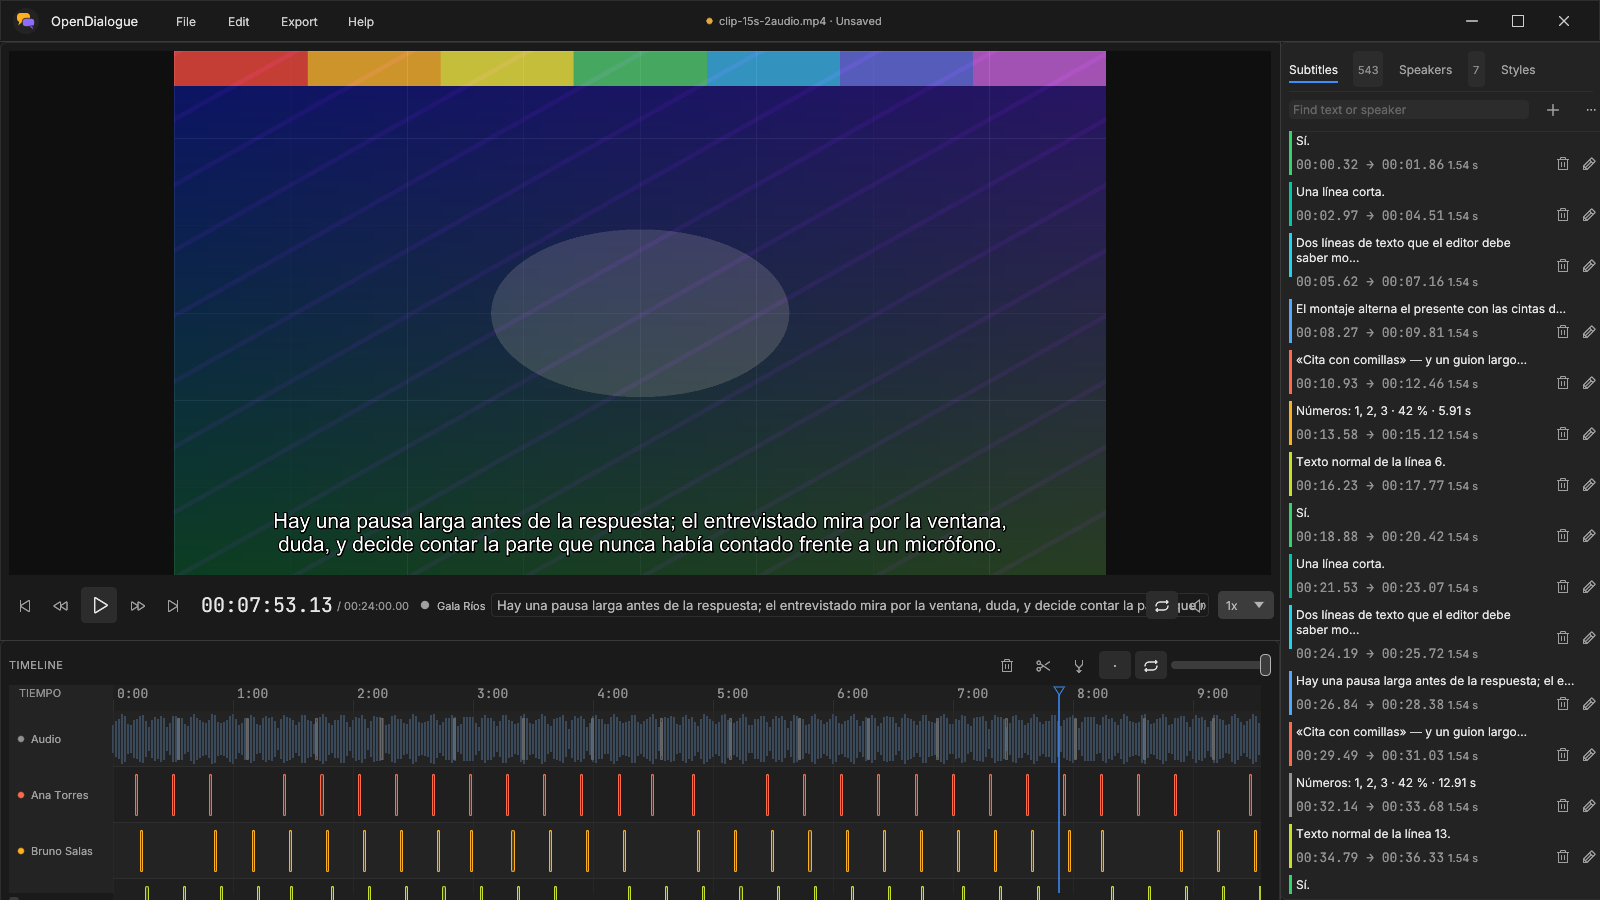 OpenDialogue
File
Edit
Export
Help
clip-15s-2audio.mp4 · Unsaved
Hay una pausa larga antes de la respuesta; el entrevistado mira por la ventana,
duda, y decide contar la parte que nunca había contado frente a un micrófono.
00:07:53.13 / 00:24:00.00
Gala Ríos
Hay una pausa larga antes de la respuesta; el entrevistado mira por la ventana, duda, y decide contar la
1x
TIMELINE
TIEMPO
0:00
1:00
2:00
3:00
4:00
5:00
6:00
7:00
8:00
9:00
Audio
Ana Torres
Bruno Salas
Subtitles
543
Speakers
7
Styles
Find text or speaker
Sí.
00:00.32 → 00:01.86 1.54 s
Una línea corta.
00:02.97 → 00:04.51 1.54 s
Dos líneas de texto que el editor debe
saber mo...
00:05.62 → 00:07.16 1.54 s
El montaje alterna el presente con las cintas d...
00:08.27 → 00:09.81 1.54 s
«Cita con comillas» — y un guion largo...
00:10.93 → 00:12.46 1.54 s
Números: 1, 2, 3 · 42 % · 5.91 s
00:13.58 → 00:15.12 1.54 s
Texto normal de la línea 6.
00:16.23 → 00:17.77 1.54 s
Sí.
00:18.88 → 00:20.42 1.54 s
Una línea corta.
00:21.53 → 00:23.07 1.54 s
Dos líneas de texto que el editor debe
saber mo...
00:24.19 → 00:25.72 1.54 s
Hay una pausa larga antes de la respuesta; el e...
00:26.84 → 00:28.38 1.54 s
«Cita con comillas» — y un guion largo...
00:29.49 → 00:31.03 1.54 s
Números: 1, 2, 3 · 42 % · 12.91 s
00:32.14 → 00:33.68 1.54 s
Texto normal de la línea 13.
00:34.79 → 00:36.33 1.54 s
Sí.